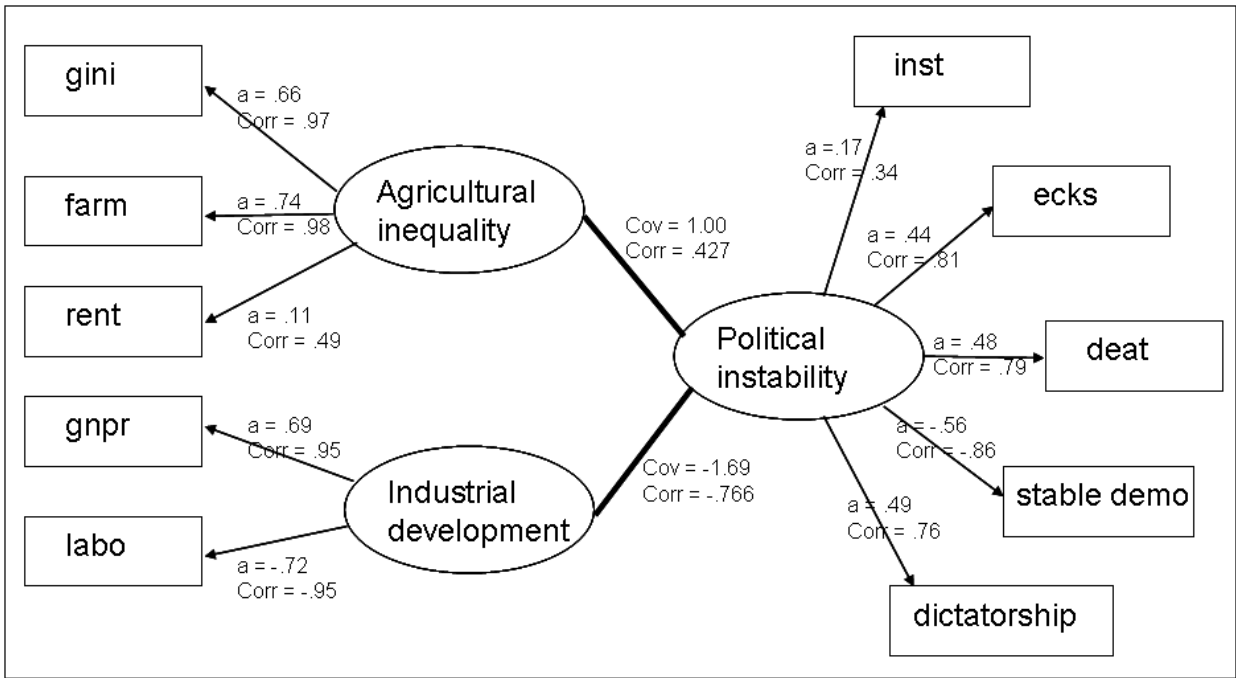 gini
a = .66
Corr = .97
farm
a = .74
Corr = .98
rent
a = .11
Corr = .49
Agricultural
inequality
gnpr
a = .69
Corr = .95
labo
a = -.72
Corr = -.95
Industrial
development
Cov = 1.00
Corr = .427
Cov = -1.69
Corr = -.766
Political
instability
inst
a =.17
Corr = .34
ecks
a = .44
Corr = .81
deat
a = .48
Corr = .79
stable demo
a = -.56
Corr = -.86
dictatorship
a = .49
Corr = .76